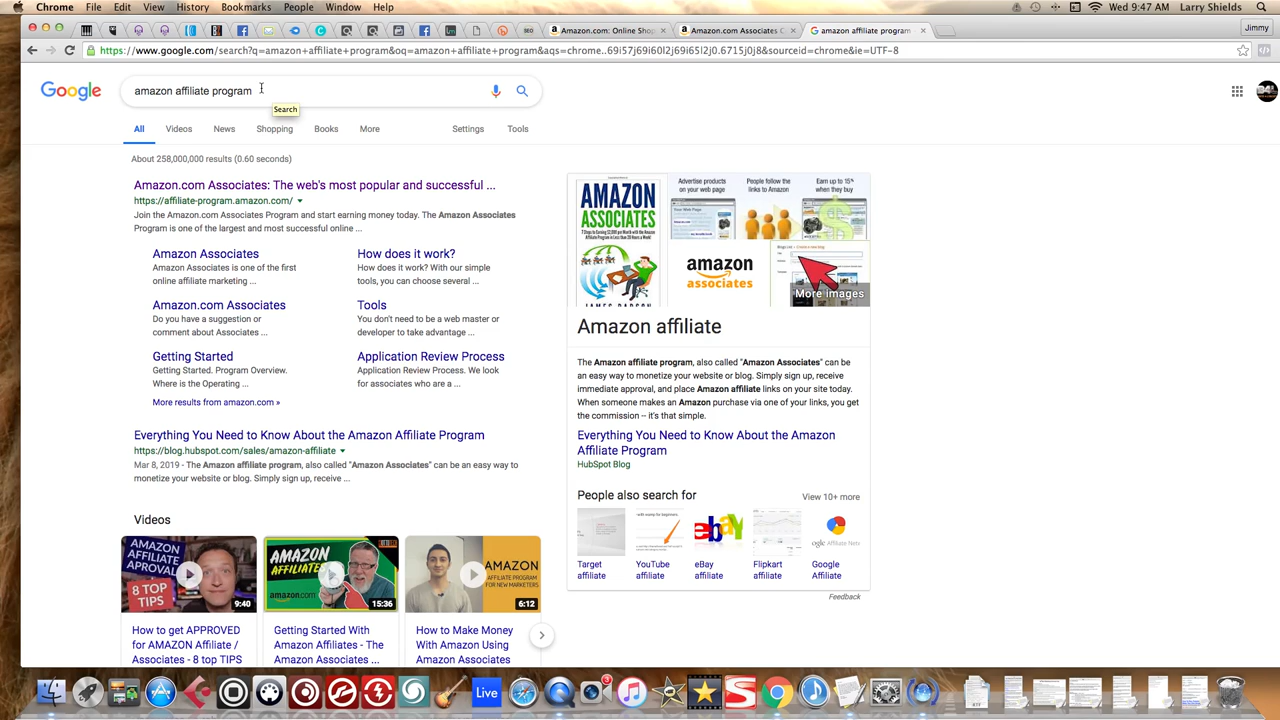 Chrome File Edit View History Bookmarks People Window Help
Wed 9:47 AM Larry Shields
Amazon.com: Online Shop
Amazon.com Associates C
amazon affiliate program
Jimmy
https://www.google.com/search?q=amazon+affiliate+program&oq=amazon+affiliate+program&aqs=chrome..69i57j69i60l2j69i65l2j0.6715j0j8&sourceid=chrome&ie=UTF-8
Google
amazon affiliate program
Search
All Videos News Shopping Books More Settings Tools
About 258,000,000 results (0.60 seconds)
Amazon.com Associates: The web's most popular and successful ...
https://affiliate-program.amazon.com/
Join the Amazon.com Associates Program and start earning money today. The Amazon Associates
Program is one of the largest and most successful online ...
Amazon Associates
Amazon Associates is one of the first
online affiliate marketing ...
How does it work?
How does it work? With our simple
tools, you can choose several ...
Amazon.com Associates
Do you have a suggestion or
comment about Associates ...
Tools
You don't need to be a web master or
developer to take advantage ...
Getting Started
Getting Started. Program Overview.
Where is the Operating ...
Application Review Process
Application Review Process. We look
for associates who are a ...
More results from amazon.com »
Everything You Need to Know About the Amazon Affiliate Program
https://blog.hubspot.com/sales/amazon-affiliate
Mar 8, 2019 - The Amazon affiliate program, also called "Amazon Associates") can be an easy way to
monetize your website or blog. Simply sign up, receive ...
Videos
AMAZON
AFFILIATE
APROVAL
8 TOP
TIPS
9:40
AMAZON
AFFILIATES
amazon.com
15:36
AMAZON
AFFILIATE PROGRAM
FOR NEW MARKETERS
6:12
How to get APPROVED
for AMAZON Affiliate /
Associates - 8 top TIPS
Getting Started With
Amazon Affiliates - The
Amazon Associates ...
How to Make Money
With Amazon Using
Amazon Associates
AMAZON
ASSOCIATES
Advertise products
on your web page
People follow the
links to Amazon
Earn up to 15%
when they buy
amazon
associates
More images
Amazon affiliate
The Amazon affiliate program, also called "Amazon Associates") can be
an easy way to monetize your website or blog. Simply sign up, receive
immediate approval, and place Amazon affiliate links on your site today.
When someone makes an Amazon purchase via one of your links, you get
the commission -- it's that simple.
Everything You Need to Know About the Amazon
Affiliate Program
HubSpot Blog
People also search for
View 10+ more
ebay
ogle Affiliate Netv
Target
affiliate
YouTube
affiliate
eBay
affiliate
Flipkart
affiliate
Google
Affiliate
Feedback
Live
3